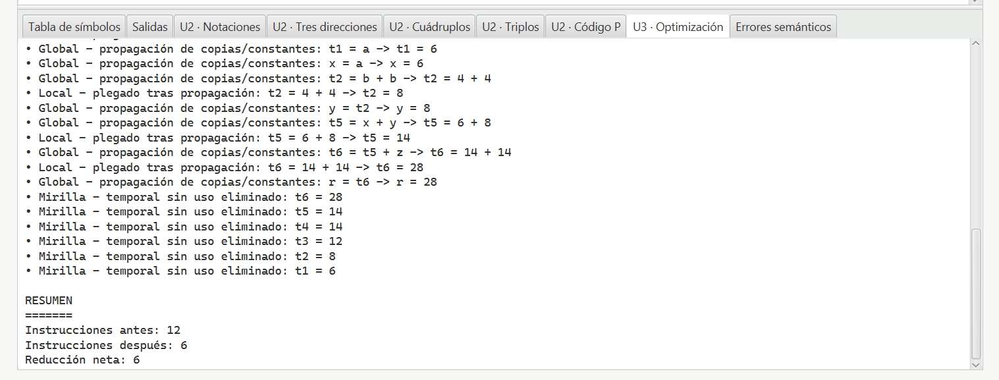 Tabla de símbolos Salidas U2 · Notaciones U2 · Tres direcciones U2 · Cuádruplos U2 · Triplos U2 · Código P U3 · Optimización Errores semánticos
• Global — propagación de copias/constantes: t1 = a -> t1 = 6
• Global — propagación de copias/constantes: x = a -> x = 6
• Global — propagación de copias/constantes: t2 = b + b -> t2 = 4 + 4
• Local — plegado tras propagación: t2 = 4 + 4 -> t2 = 8
• Global — propagación de copias/constantes: y = t2 -> y = 8
• Global — propagación de copias/constantes: t5 = x + y -> t5 = 6 + 8
• Local — plegado tras propagación: t5 = 6 + 8 -> t5 = 14
• Global — propagación de copias/constantes: t6 = t5 + z -> t6 = 14 + 14
• Local — plegado tras propagación: t6 = 14 + 14 -> t6 = 28
• Global — propagación de copias/constantes: r = t6 -> r = 28
• Mirilla — temporal sin uso eliminado: t6 = 28
• Mirilla — temporal sin uso eliminado: t5 = 14
• Mirilla — temporal sin uso eliminado: t4 = 14
• Mirilla — temporal sin uso eliminado: t3 = 12
• Mirilla — temporal sin uso eliminado: t2 = 8
• Mirilla — temporal sin uso eliminado: t1 = 6
RESUMEN
=======
Instrucciones antes: 12
Instrucciones después: 6
Reducción neta: 6